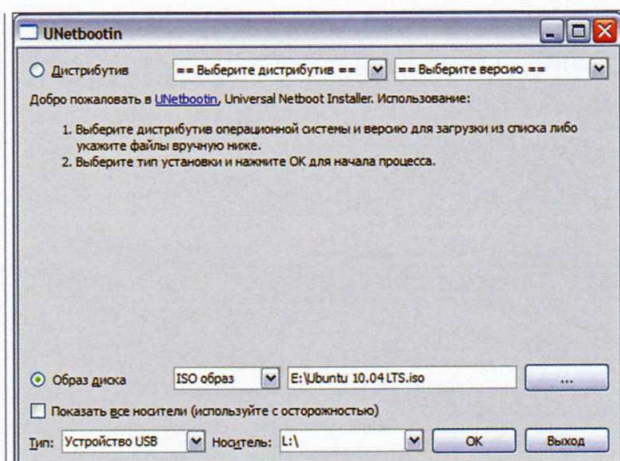 UNetbootin
Дистрибутив == Выберите дистрибутив == == Выберите версию ==
Добро пожаловать в UNetbootin, Universal Netboot Installer. Использование:
1. Выберите дистрибутив операционной системы и версию для загрузки из списка либо
укажите файлы вручную ниже.
2. Выберите тип установки и нажмите OK для начала процесса.
Образ диска ISO образ E:\Ubuntu 10.04 LTS.iso ...
Показать все носители (используйте с осторожностью)
Тип: Устройство USB Носитель: L:\ OK Выход